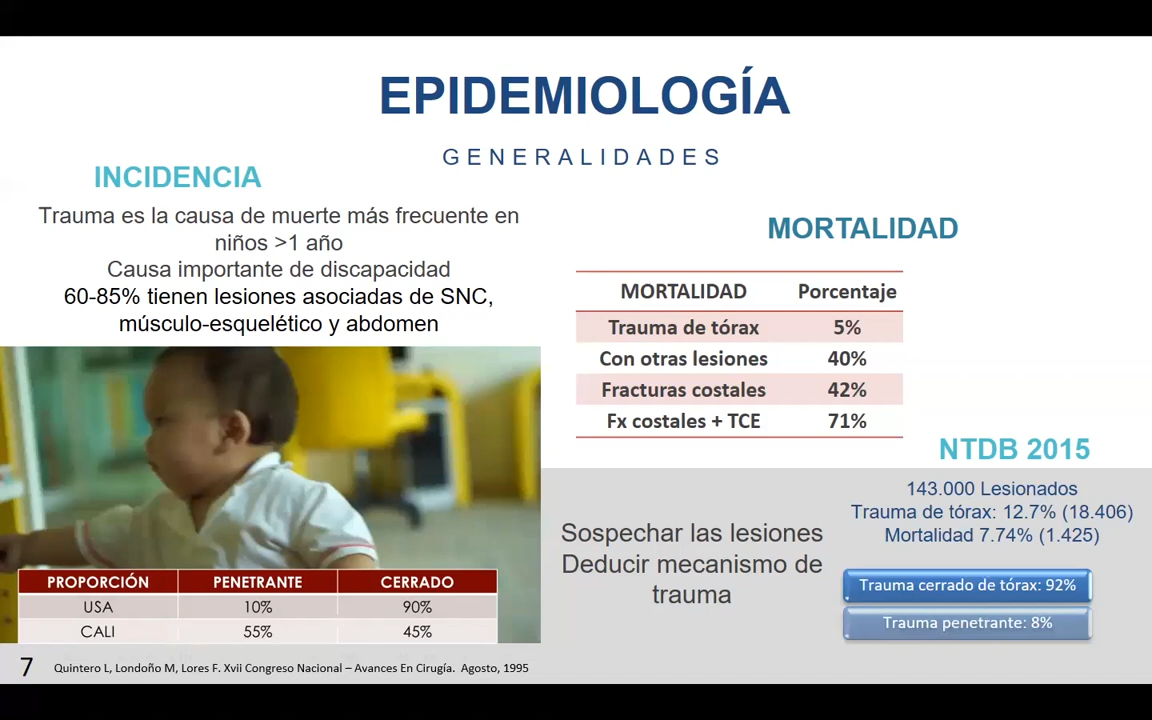 EPIDEMIOLOGÍA
GENERALIDADES
INCIDENCIA
Trauma es la causa de muerte más frecuente en
niños >1 año
Causa importante de discapacidad
60-85% tienen lesiones asociadas de SNC,
músculo-esquelético y abdomen
PROPORCIÓN PENETRANTE CERRADO
USA 10% 90%
CALI 55% 45%
7 Quintero L, Londoño M, Lores F. Xvii Congreso Nacional – Avances En Cirugía. Agosto, 1995
MORTALIDAD
MORTALIDAD Porcentaje
Trauma de tórax 5%
Con otras lesiones 40%
Fracturas costales 42%
Fx costales + TCE 71%
Sospechar las lesiones
Deducir mecanismo de
trauma
NTDB 2015
143.000 Lesionados
Trauma de tórax: 12.7% (18.406)
Mortalidad 7.74% (1.425)
Trauma cerrado de tórax: 92%
Trauma penetrante: 8%